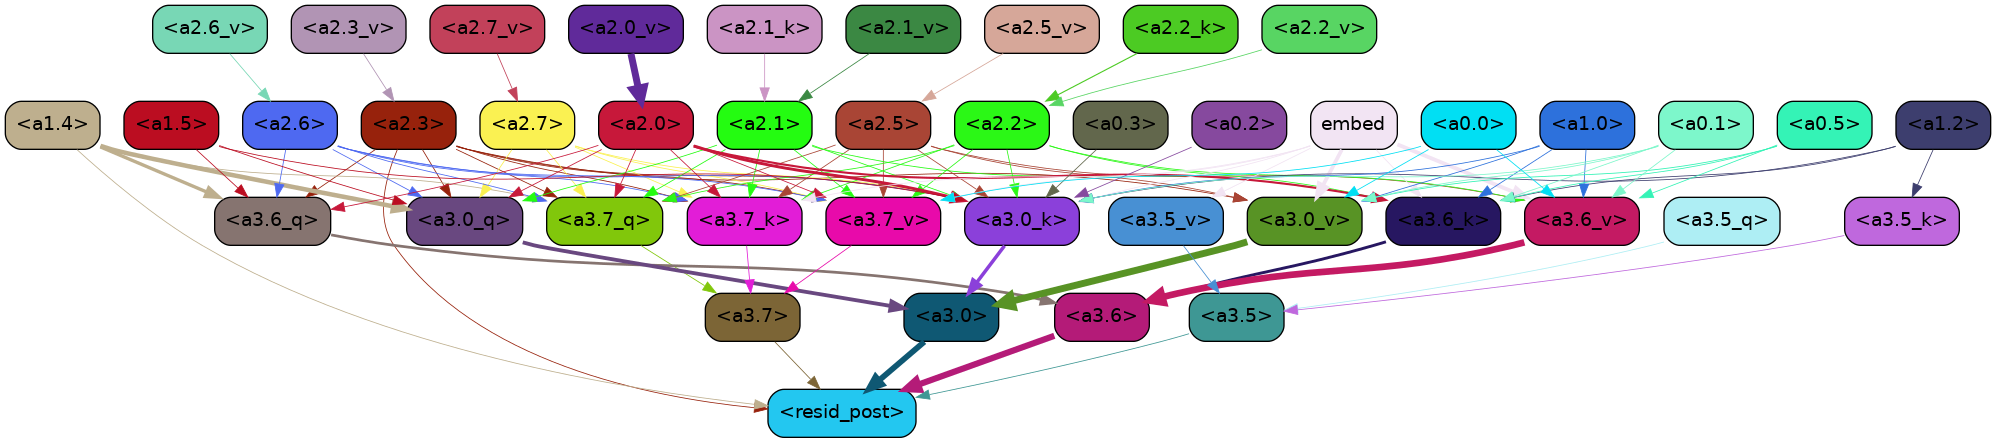 <a2.6_v> <a2.3_v> <a2.7_v> <a2.0_v> <a2.1_k> <a2.1_v> <a2.5_v> <a2.2_k> <a2.2_v>
<a1.4> <a1.5> <a2.6> <a2.3> <a2.7> <a2.0> <a2.1> <a2.5> <a2.2> <a0.3> <a0.2> embed <a0.0> <a1.0> <a0.1> <a0.5> <a1.2>
<a3.6_q> <a3.0_q> <a3.7_q> <a3.7_k> <a3.7_v> <a3.0_k> <a3.5_v> <a3.0_v> <a3.6_k> <a3.6_v> <a3.5_q> <a3.5_k>
<a3.7> <a3.0> <a3.6> <a3.5>
<resid_post>